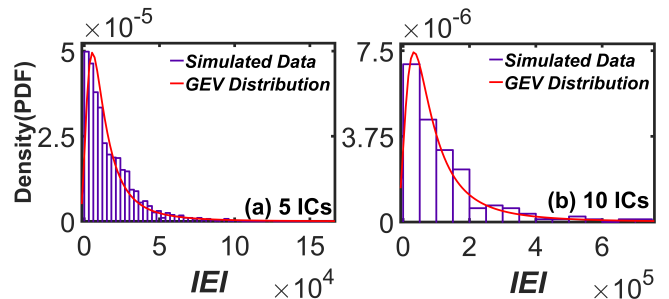 ×10⁻⁵
5
2.5
0
Density(PDF)
Simulated Data
GEV Distribution
(a) 5 ICs
0 5 10 15
IEI ×10⁴
×10⁻⁶
7.5
3.75
0
Simulated Data
GEV Distribution
(b) 10 ICs
0 2 4 6
IEI ×10⁵